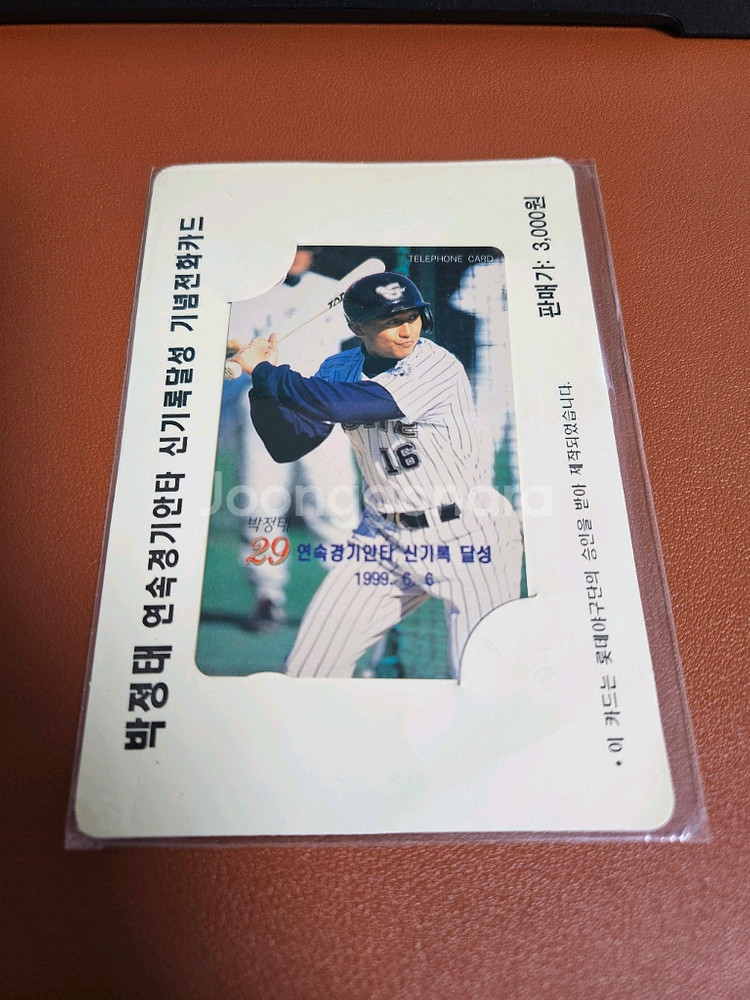 박정태 연속경기안타 신기록달성 기념전화카드
TELEPHONE CARD
16
박정태
29 연속경기안타 신기록 달성
1999. 6. 6
판매가: 3,000원
• 이 카드는 롯데야구단의 승인을 받아 제작되었습니다.
Joongonara